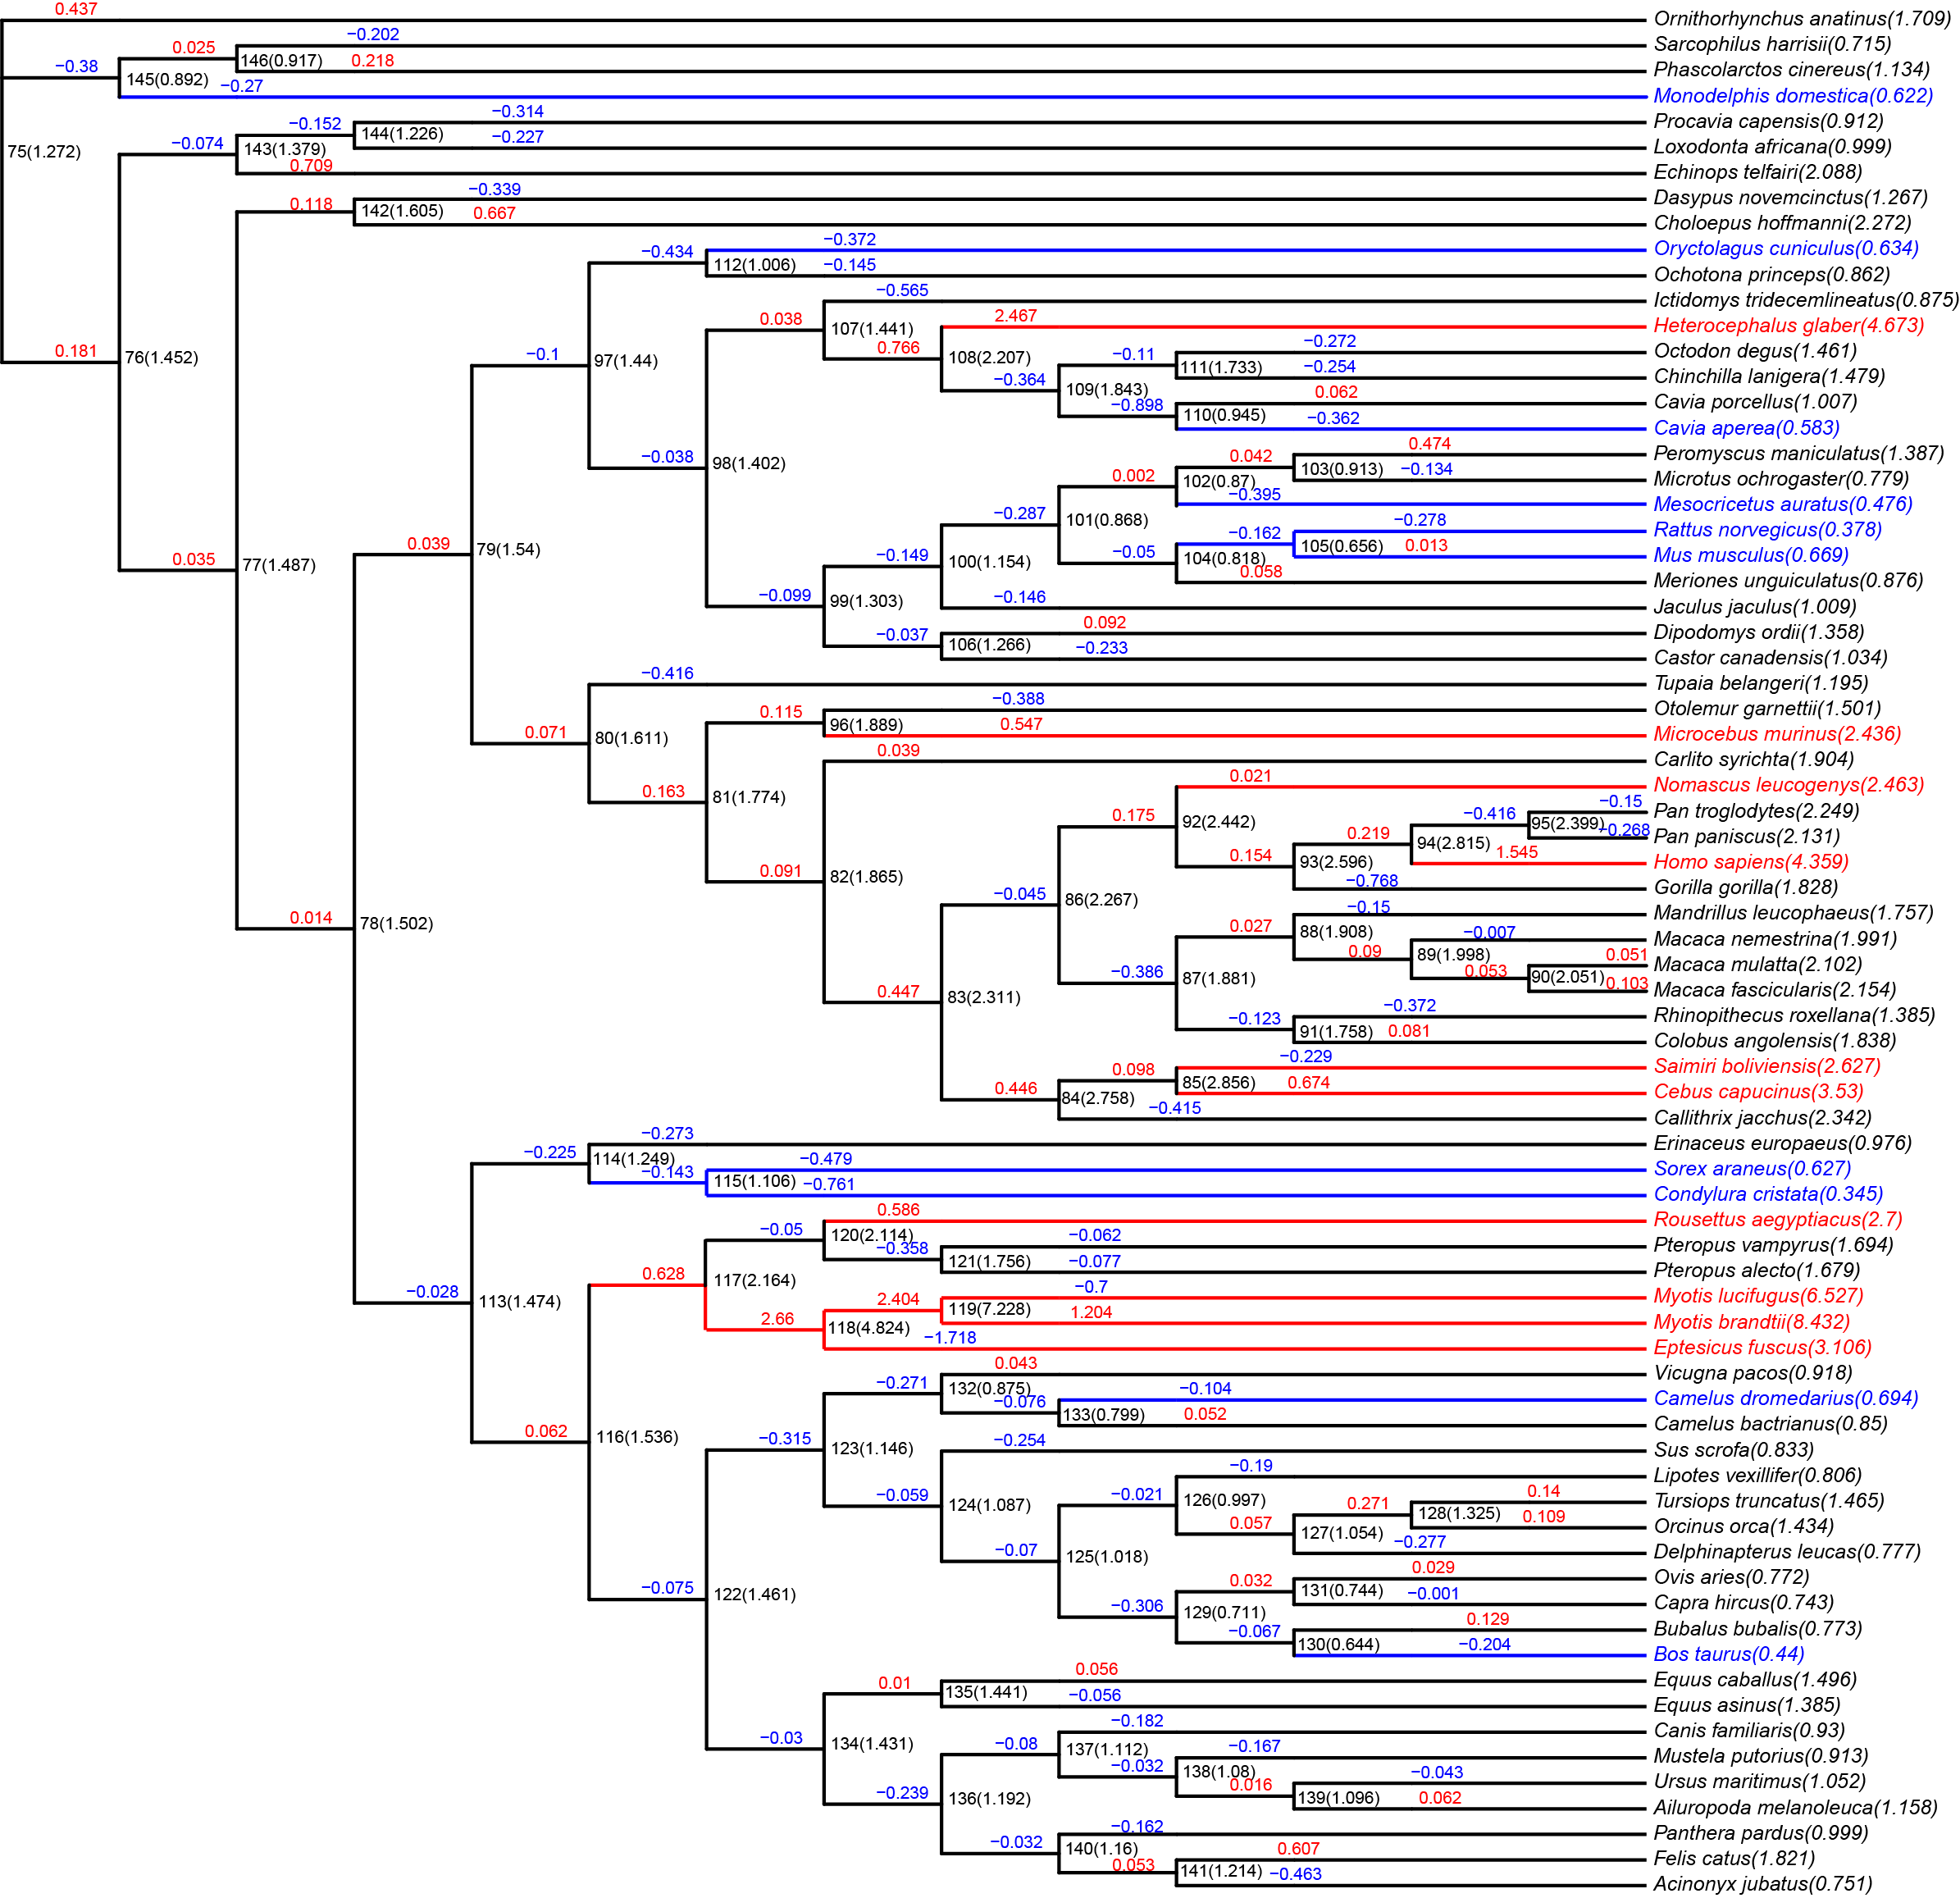 0.437
Ornithorhynchus anatinus(1.709)
−0.202
Sarcophilus harrisii(0.715)
0.025
146(0.917)
0.218
Phascolarctos cinereus(1.134)
−0.38
145(0.892)
−0.27
Monodelphis domestica(0.622)
−0.314
Procavia capensis(0.912)
−0.152
144(1.226)
−0.227
Loxodonta africana(0.999)
75(1.272)
−0.074
143(1.379)
0.709
Echinops telfairi(2.088)
−0.339
Dasypus novemcinctus(1.267)
0.118
142(1.605)
0.667
Choloepus hoffmanni(2.272)
−0.372
Oryctolagus cuniculus(0.634)
−0.434
112(1.006)
−0.145
Ochotona princeps(0.862)
−0.565
Ictidomys tridecemlineatus(0.875)
0.038
107(1.441)
2.467
Heterocephalus glaber(4.673)
0.181
76(1.452)
−0.1
97(1.44)
0.766
108(2.207)
−0.272
Octodon degus(1.461)
−0.11
111(1.733)
−0.254
Chinchilla lanigera(1.479)
−0.364
109(1.843)
0.062
Cavia porcellus(1.007)
−0.898
110(0.945)
−0.362
Cavia aperea(0.583)
−0.038
98(1.402)
0.474
Peromyscus maniculatus(1.387)
0.042
103(0.913)
−0.134
Microtus ochrogaster(0.779)
0.002
102(0.87)
−0.395
Mesocricetus auratus(0.476)
−0.287
101(0.868)
−0.278
Rattus norvegicus(0.378)
−0.162
105(0.656)
0.013
Mus musculus(0.669)
−0.05
104(0.818)
0.058
Meriones unguiculatus(0.876)
0.035
77(1.487)
0.039
79(1.54)
−0.149
100(1.154)
−0.146
Jaculus jaculus(1.009)
−0.099
99(1.303)
0.092
Dipodomys ordii(1.358)
−0.037
106(1.266)
−0.233
Castor canadensis(1.034)
−0.416
Tupaia belangeri(1.195)
−0.388
Otolemur garnettii(1.501)
0.115
96(1.889)
0.547
Microcebus murinus(2.436)
0.071
80(1.611)
0.039
Carlito syrichta(1.904)
0.163
81(1.774)
0.021
Nomascus leucogenys(2.463)
0.175
92(2.442)
−0.15
Pan troglodytes(2.249)
−0.416
95(2.399)
−0.268
Pan paniscus(2.131)
0.219
94(2.815)
1.545
Homo sapiens(4.359)
0.154
93(2.596)
−0.768
Gorilla gorilla(1.828)
0.091
82(1.865)
−0.045
86(2.267)
−0.15
Mandrillus leucophaeus(1.757)
0.014
78(1.502)
0.027
88(1.908)
−0.007
Macaca nemestrina(1.991)
0.09
89(1.998)
0.051
Macaca mulatta(2.102)
−0.386
87(1.881)
0.053
90(2.051)
0.103
Macaca fascicularis(2.154)
0.447
83(2.311)
−0.372
Rhinopithecus roxellana(1.385)
−0.123
91(1.758)
0.081
Colobus angolensis(1.838)
−0.229
Saimiri boliviensis(2.627)
0.098
85(2.856)
0.674
Cebus capucinus(3.53)
0.446
84(2.758)
−0.415
Callithrix jacchus(2.342)
−0.273
Erinaceus europaeus(0.976)
−0.225
114(1.249)
−0.479
Sorex araneus(0.627)
−0.143
115(1.106)
−0.761
Condylura cristata(0.345)
0.586
Rousettus aegyptiacus(2.7)
−0.05
120(2.114)
−0.062
Pteropus vampyrus(1.694)
−0.358
121(1.756)
−0.077
Pteropus alecto(1.679)
0.628
117(2.164)
−0.7
Myotis lucifugus(6.527)
−0.028
113(1.474)
2.404
119(7.228)
1.204
Myotis brandtii(8.432)
2.66
118(4.824)
−1.718
Eptesicus fuscus(3.106)
0.043
Vicugna pacos(0.918)
−0.271
132(0.875)
−0.104
Camelus dromedarius(0.694)
−0.076
133(0.799)
0.052
Camelus bactrianus(0.85)
0.062
116(1.536)
−0.315
123(1.146)
−0.254
Sus scrofa(0.833)
−0.19
Lipotes vexillifer(0.806)
−0.059
124(1.087)
−0.021
126(0.997)
0.14
Tursiops truncatus(1.465)
0.271
128(1.325)
0.109
Orcinus orca(1.434)
0.057
127(1.054)
−0.277
Delphinapterus leucas(0.777)
−0.07
125(1.018)
0.029
Ovis aries(0.772)
0.032
131(0.744)
−0.001
Capra hircus(0.743)
−0.075
122(1.461)
−0.306
129(0.711)
0.129
Bubalus bubalis(0.773)
−0.067
130(0.644)
−0.204
Bos taurus(0.44)
0.056
Equus caballus(1.496)
0.01
135(1.441)
−0.056
Equus asinus(1.385)
−0.182
Canis familiaris(0.93)
−0.03
134(1.431)
−0.08
137(1.112)
−0.167
Mustela putorius(0.913)
−0.032
138(1.08)
−0.043
Ursus maritimus(1.052)
0.016
139(1.096)
0.062
Ailuropoda melanoleuca(1.158)
−0.239
136(1.192)
−0.162
Panthera pardus(0.999)
−0.032
140(1.16)
0.607
Felis catus(1.821)
0.053
141(1.214)
−0.463
Acinonyx jubatus(0.751)